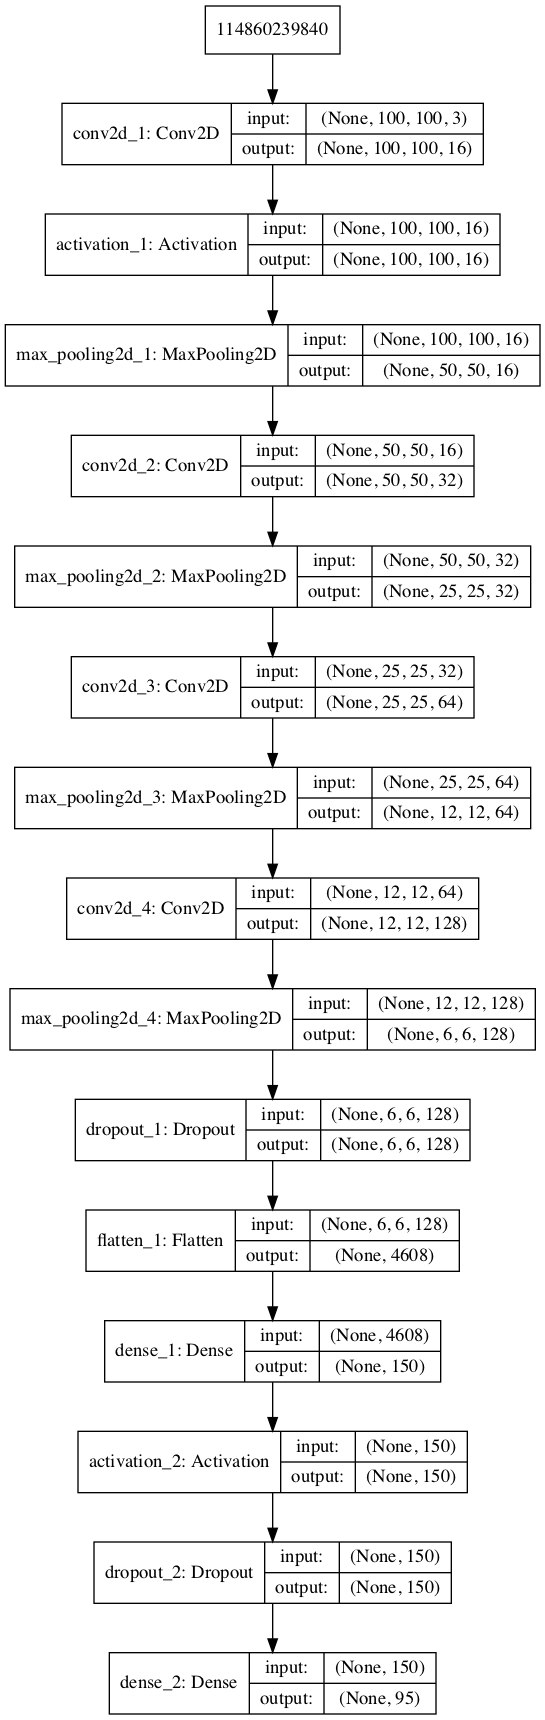 114860239840
conv2d_1: Conv2D
input: (None, 100, 100, 3)
output: (None, 100, 100, 16)
activation_1: Activation
input: (None, 100, 100, 16)
output: (None, 100, 100, 16)
max_pooling2d_1: MaxPooling2D
input: (None, 100, 100, 16)
output: (None, 50, 50, 16)
conv2d_2: Conv2D
input: (None, 50, 50, 16)
output: (None, 50, 50, 32)
max_pooling2d_2: MaxPooling2D
input: (None, 50, 50, 32)
output: (None, 25, 25, 32)
conv2d_3: Conv2D
input: (None, 25, 25, 32)
output: (None, 25, 25, 64)
max_pooling2d_3: MaxPooling2D
input: (None, 25, 25, 64)
output: (None, 12, 12, 64)
conv2d_4: Conv2D
input: (None, 12, 12, 64)
output: (None, 12, 12, 128)
max_pooling2d_4: MaxPooling2D
input: (None, 12, 12, 128)
output: (None, 6, 6, 128)
dropout_1: Dropout
input: (None, 6, 6, 128)
output: (None, 6, 6, 128)
flatten_1: Flatten
input: (None, 6, 6, 128)
output: (None, 4608)
dense_1: Dense
input: (None, 4608)
output: (None, 150)
activation_2: Activation
input: (None, 150)
output: (None, 150)
dropout_2: Dropout
input: (None, 150)
output: (None, 150)
dense_2: Dense
input: (None, 150)
output: (None, 95)